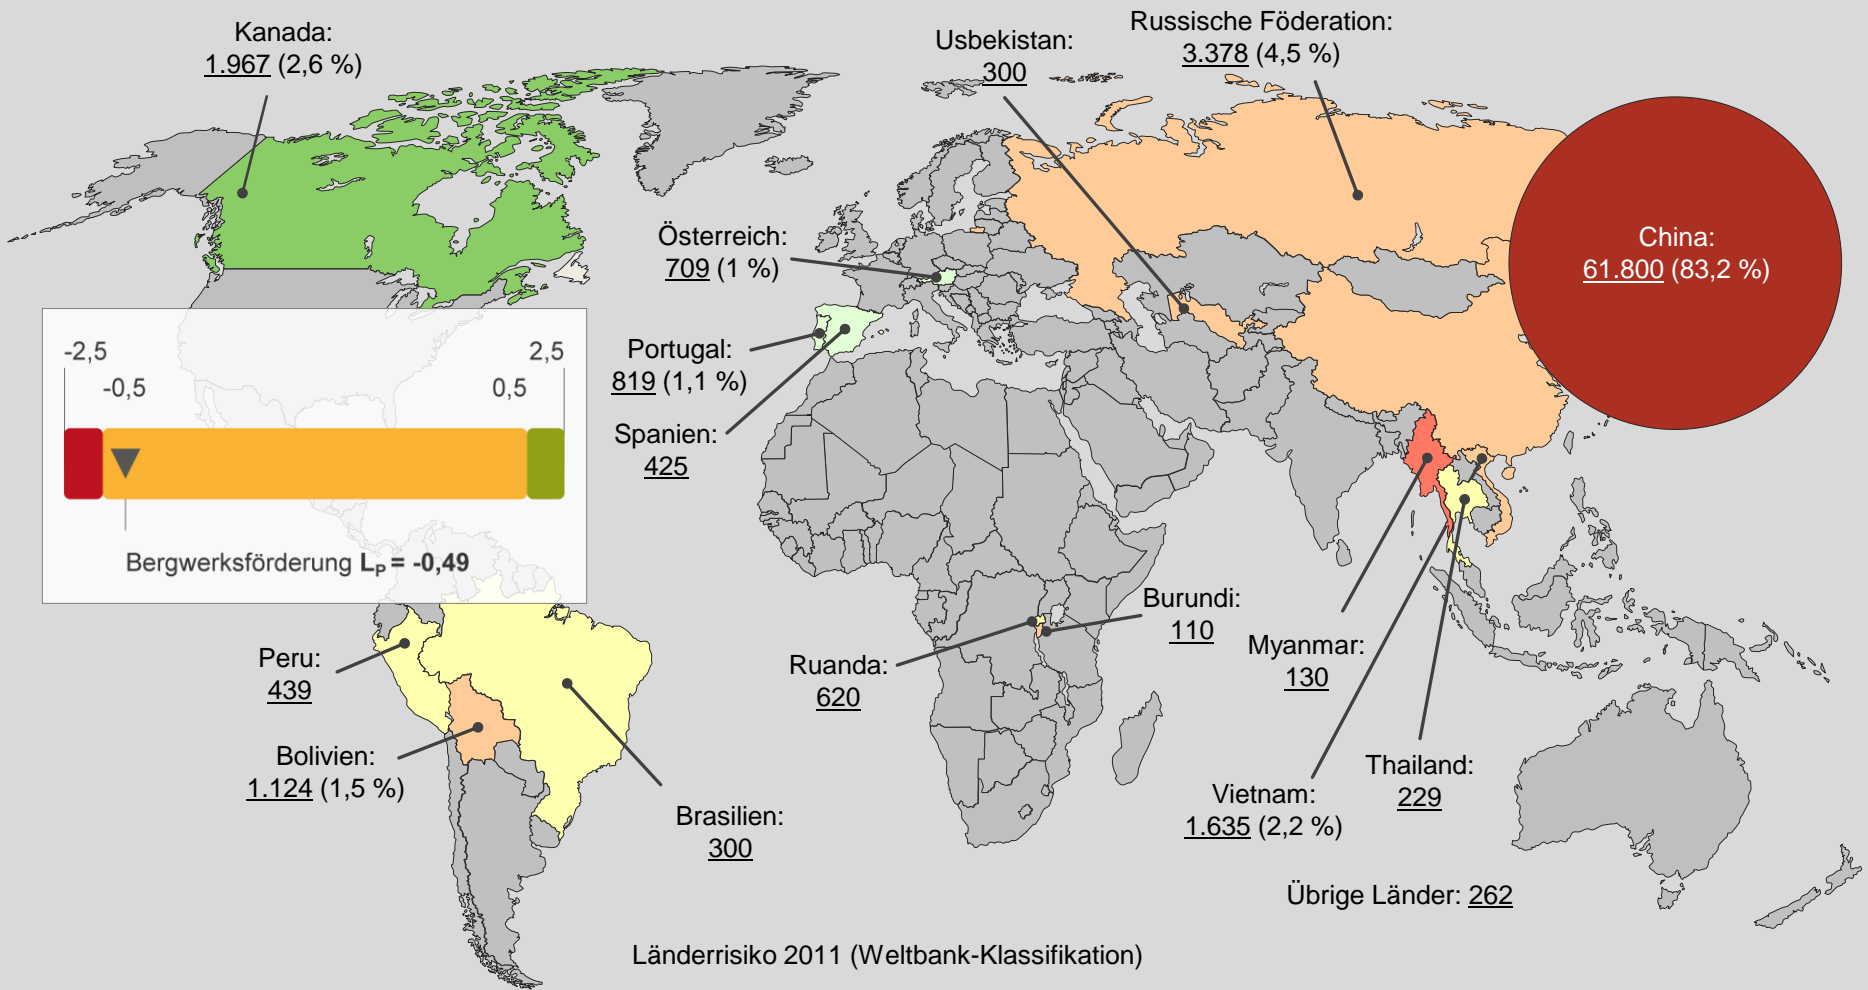 Kanada:
1.967 (2,6 %)
Usbekistan:
300
Russische Föderation:
3.378 (4,5 %)
China:
61.800 (83,2 %)
Österreich:
709 (1 %)
Portugal:
819 (1,1 %)
Spanien:
425
-2,5
2,5
-0,5
0,5
Bergwerksförderung LP = -0,49
Peru:
439
Bolivien:
1.124 (1,5 %)
Brasilien:
300
Ruanda:
620
Burundi:
110
Myanmar:
130
Thailand:
229
Vietnam:
1.635 (2,2 %)
Übrige Länder: 262
Länderrisiko 2011 (Weltbank-Klassifikation)